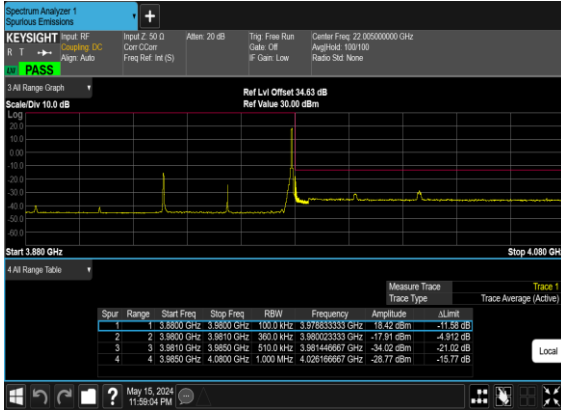 Spectrum Analyzer 1
Spurious Emissions
+
KEYSIGHT Input: RF Input Z: 50 Ω Atten: 20 dB Trig: Free Run Center Freq: 22.005000000 GHz
R T Coupling: DC Corr CCorr Gate: Off Avg|Hold: 100/100
Align: Auto Freq Ref: Int (S) IF Gain: Low Radio Std: None
PASS
3 All Range Graph
Ref Lvl Offset 34.63 dB
Scale/Div 10.0 dB Ref Value 30.00 dBm
Log
20.0
10.0
0.00
-10.0
-20.0
-30.0
-40.0
-50.0
-60.0
Start 3.880 GHz Stop 4.080 GH
4 All Range Table
Measure Trace Trace 1
Trace Type Trace Average (Active)
Spur Range Start Freq Stop Freq RBW Frequency Amplitude ΔLimit
1 1 3.8800 GHz 3.9800 GHz 100.0 kHz 3.978833333 GHz 18.42 dBm -11.58 dB
2 2 3.9800 GHz 3.9810 GHz 360.0 kHz 3.980023333 GHz -17.91 dBm -4.912 dB
3 3 3.9810 GHz 3.9850 GHz 510.0 kHz 3.981446667 GHz -34.02 dBm -21.02 dB
4 4 3.9850 GHz 4.0800 GHz 1.000 MHz 4.026166667 GHz -28.77 dBm -15.77 dB
Local
? May 15, 2024
11:59:04 PM